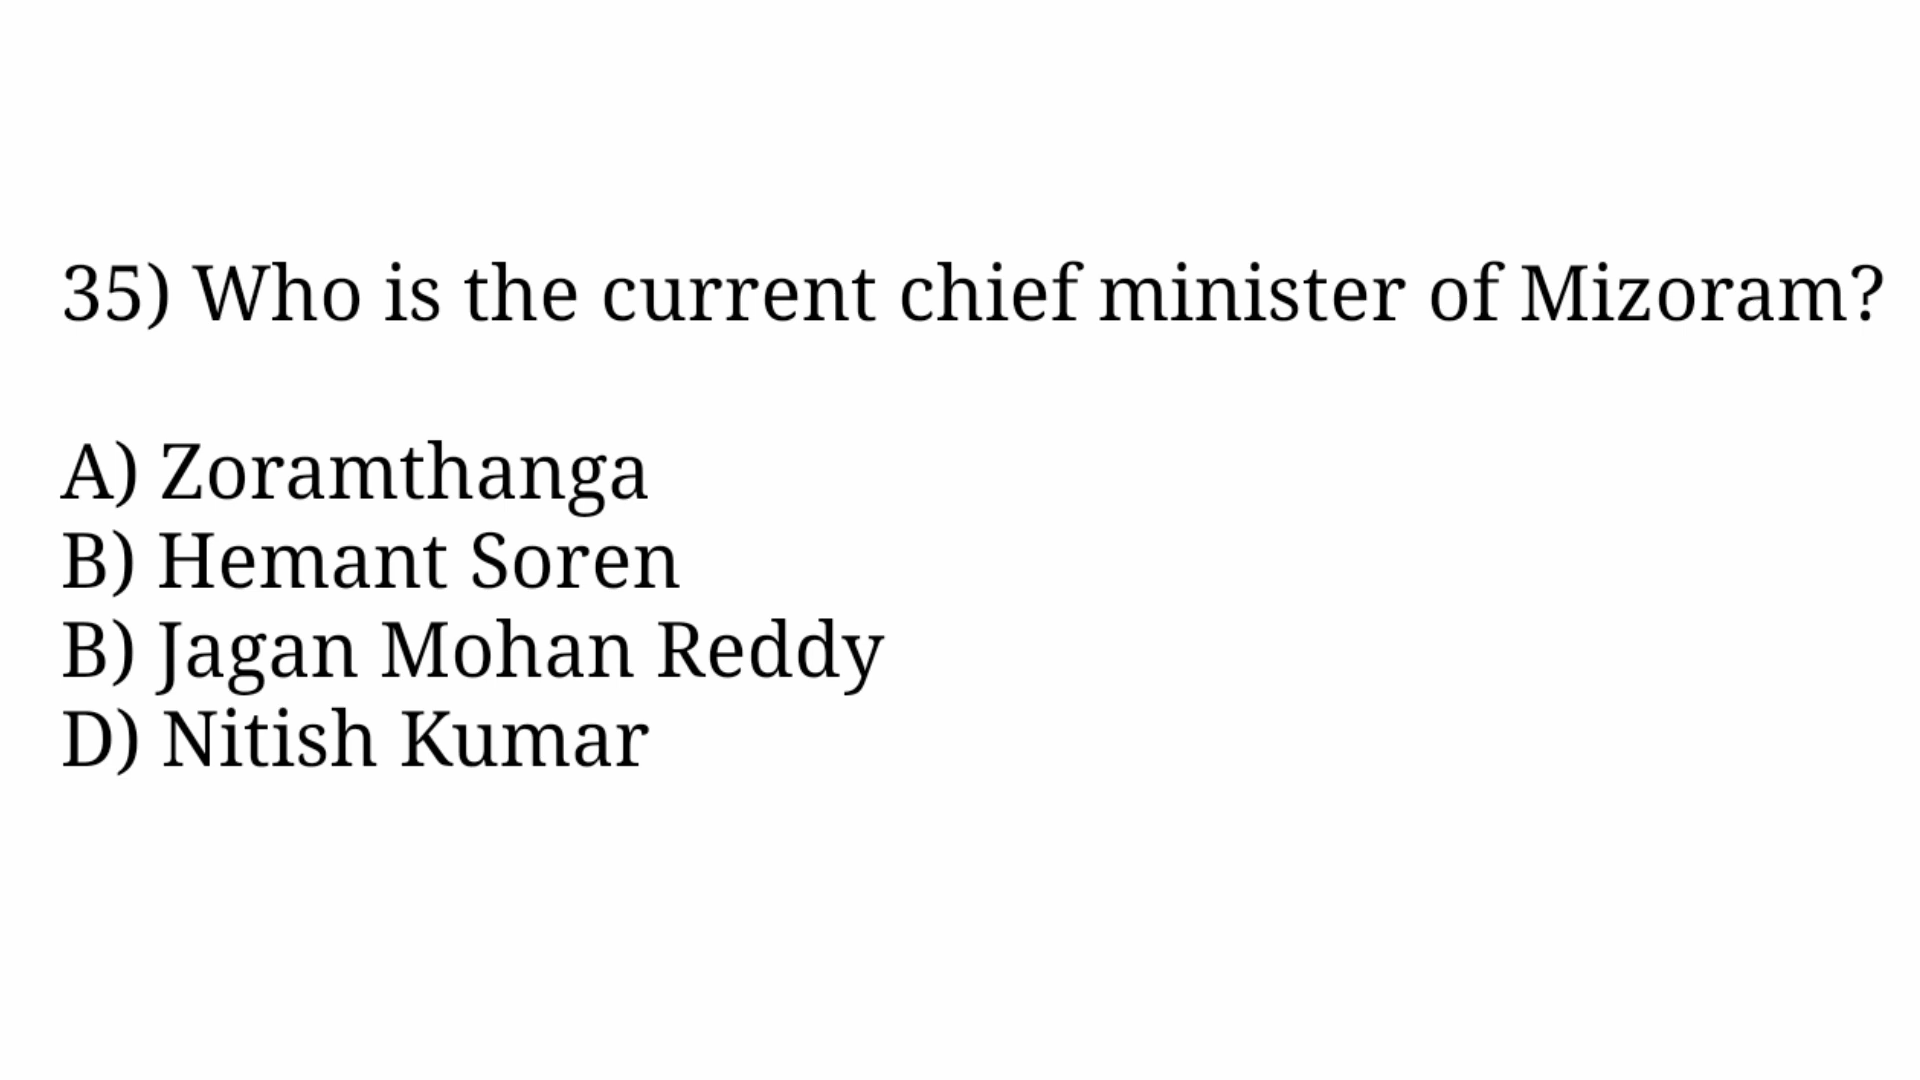 35) Who is the current chief minister of Mizoram?
A) Zoramthanga
B) Hemant Soren
B) Jagan Mohan Reddy
D) Nitish Kumar